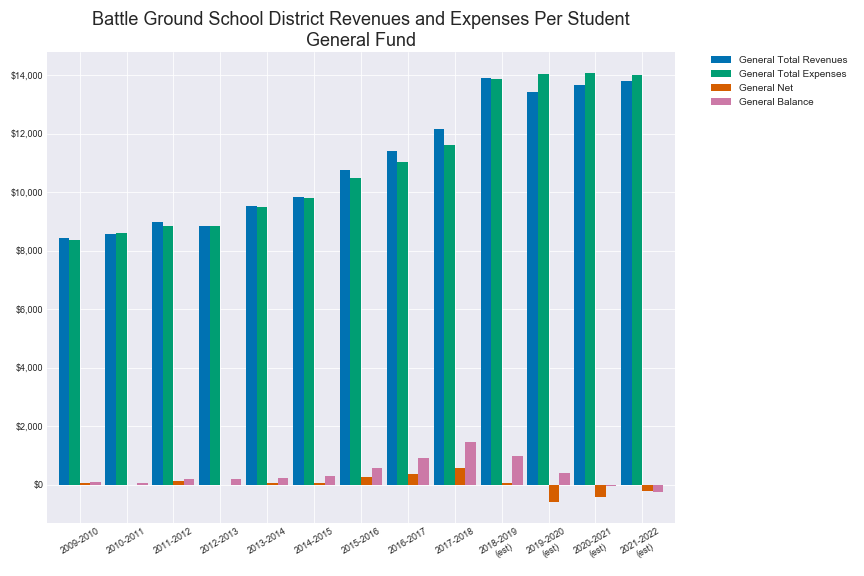 Battle Ground School District Revenues and Expenses Per Student
General Fund
General Total Revenues
General Total Expenses
General Net
General Balance
$14,000
$12,000
$10,000
$8,000
$6,000
$4,000
$2,000
$0
2009-2010
2010-2011
2011-2012
2012-2013
2013-2014
2014-2015
2015-2016
2016-2017
2017-2018
2018-2019
(est)
2019-2020
(est)
2020-2021
(est)
2021-2022
(est)